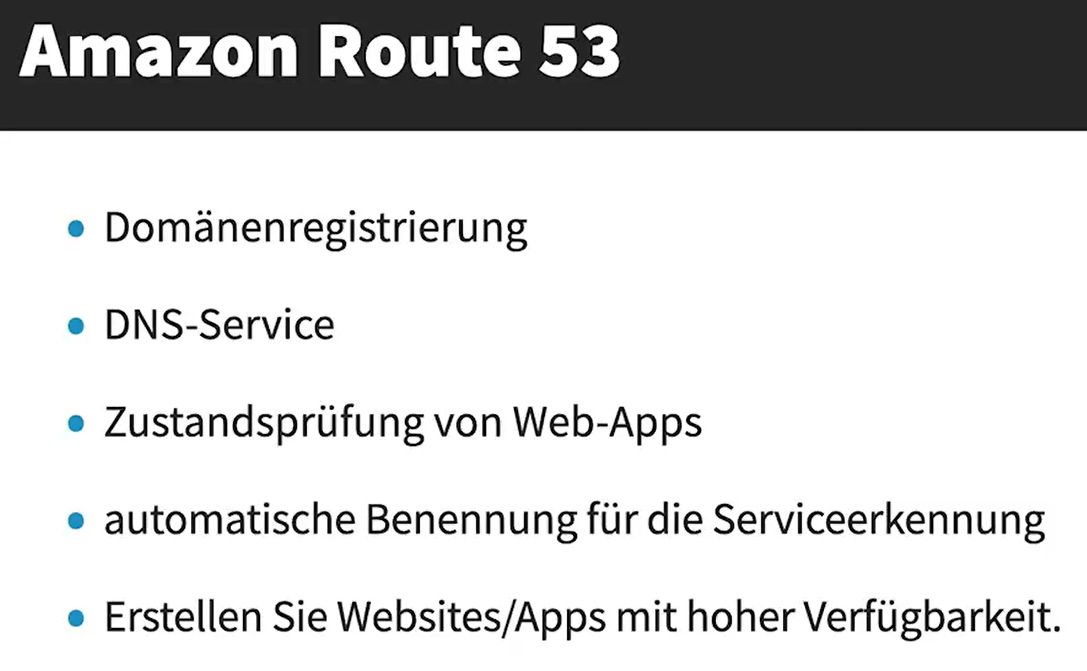 Amazon Route 53
Domänenregistrierung
DNS-Service
Zustandsprüfung von Web-Apps
automatische Benennung für die Serviceerkennung
Erstellen Sie Websites/Apps mit hoher Verfügbarkeit.